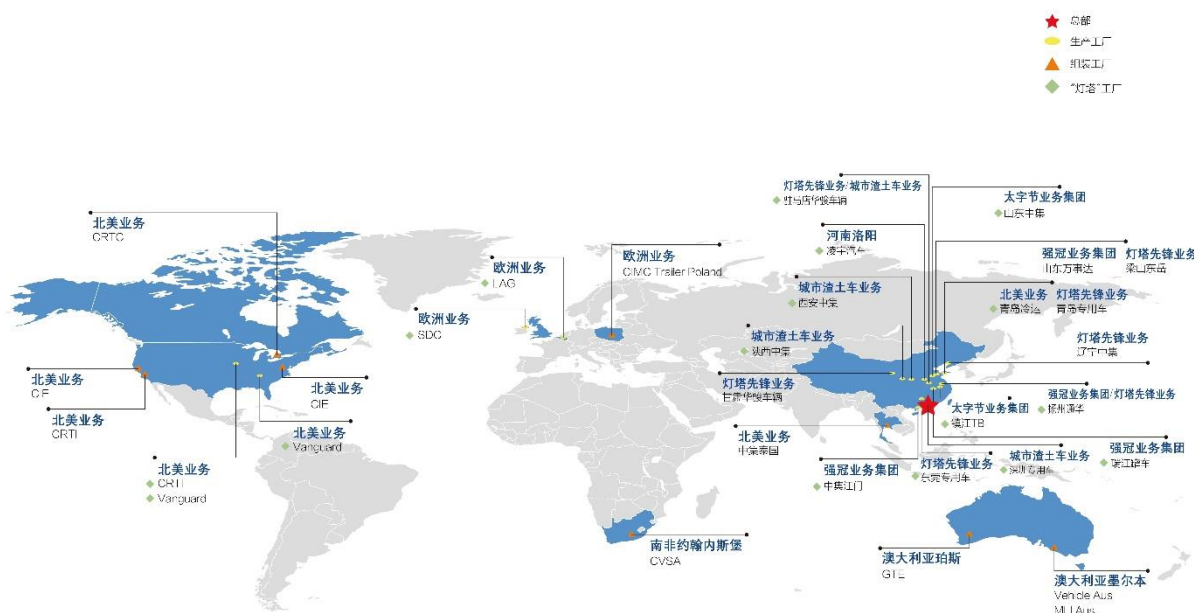 总部
生产工厂
组装工厂
"灯塔"工厂
灯塔先锋业务/城市渣土车业务
驻马店华骏车辆
太字节业务集团
山东中集
北美业务
CRTC
河南洛阳
凌宇汽车
强冠业务集团
山东万事达
灯塔先锋业务
梁山东岳
欧洲业务
LAG
欧洲业务
CIMC Trailer Poland
城市渣土车业务
西安中集
北美业务
青岛冷运
灯塔先锋业务
青岛专用车
欧洲业务
SDC
城市渣土车业务
陕西中集
灯塔先锋业务
辽宁中集
北美业务
CIE
北美业务
CIE
灯塔先锋业务
甘肃华骏车辆
强冠业务集团/灯塔先锋业务
扬州通华
北美业务
CRTI
太字节业务集团
镇江TB
北美业务
Vanguard
北美业务
中集泰国
强冠业务集团
瑞江罐车
北美业务
CRTI
Vanguard
强冠业务集团
中集江门
灯塔先锋业务
东莞专用车
城市渣土车业务
深圳专用车
南非约翰内斯堡
CVSA
澳大利亚珀斯
GTE
澳大利亚墨尔本
Vehicle Aus